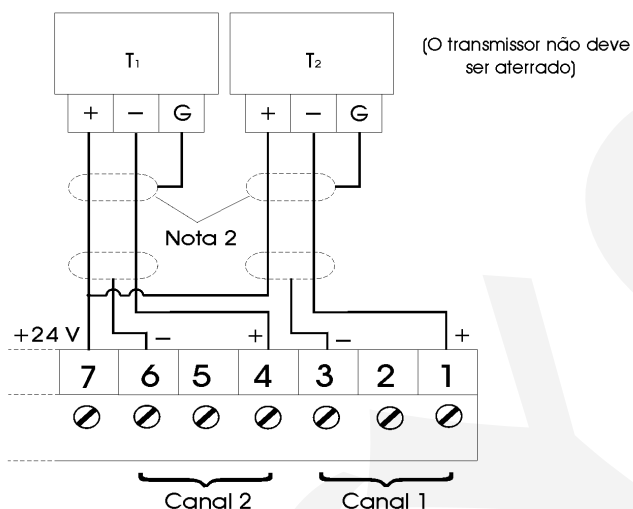 T1 T2
(O transmissor não deve
ser aterrado)
+ − G + − G
Nota 2
+24 V − + − +
7 6 5 4 3 2 1
Canal 2 Canal 1